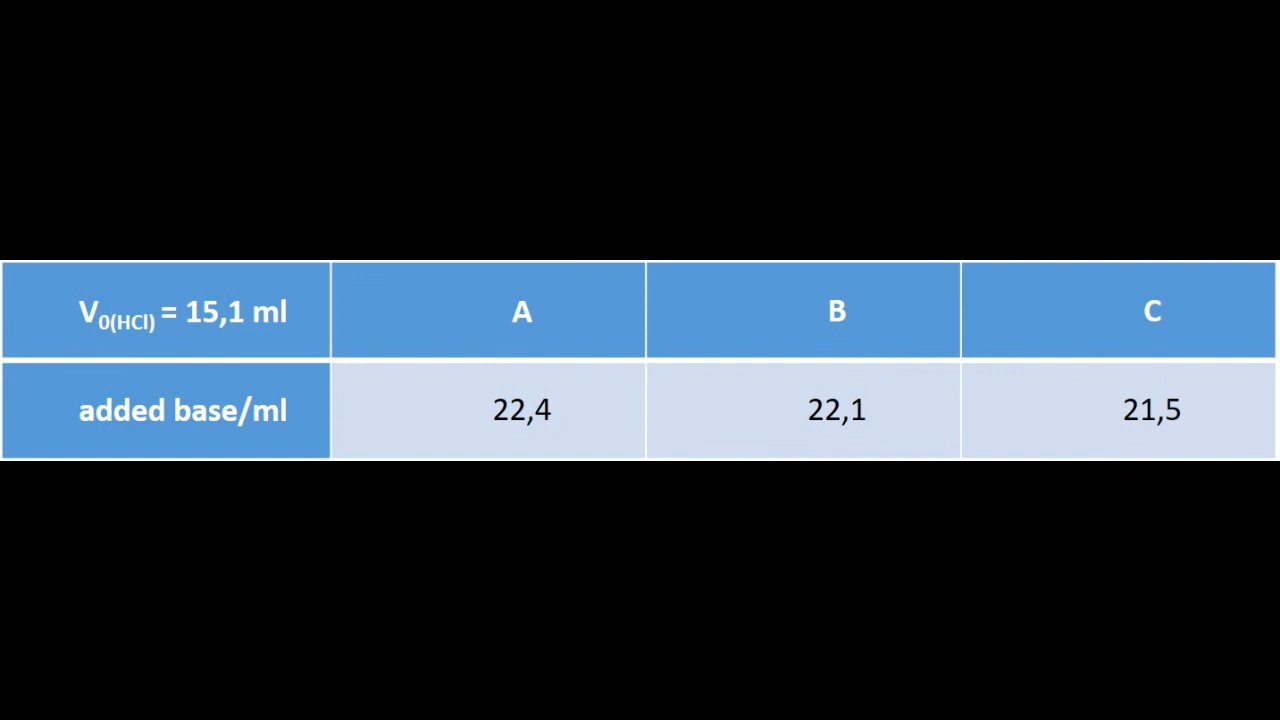 V0(HCl) = 15,1 ml A B C
added base/ml 22,4 22,1 21,5